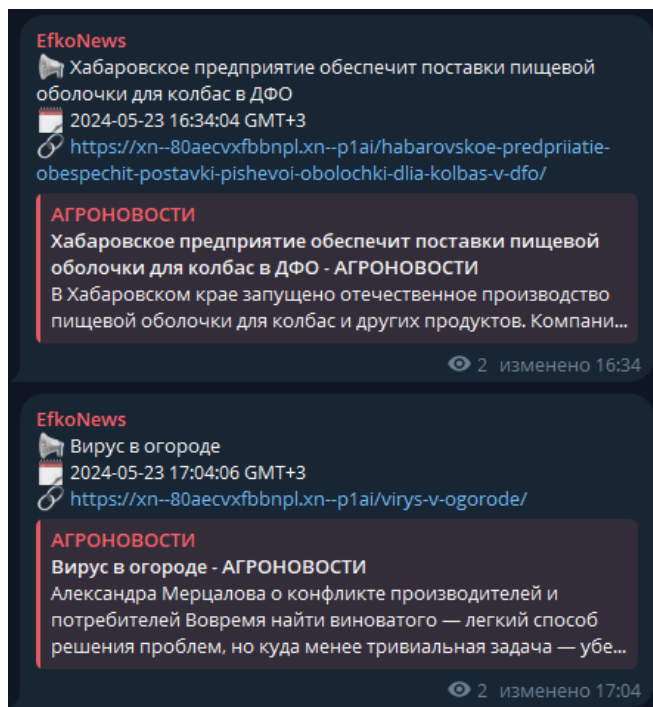 EfkoNews
Хабаровское предприятие обеспечит поставки пищевой
оболочки для колбас в ДФО
2024-05-23 16:34:04 GMT+3
https://xn--80aecvxfbbnpl.xn--p1ai/habarovskoe-predpriiatie-
obespechit-postavki-pishevoi-obolochki-dlia-kolbas-v-dfo/
АГРОНОВОСТИ
Хабаровское предприятие обеспечит поставки пищевой
оболочки для колбас в ДФО - АГРОНОВОСТИ
В Хабаровском крае запущено отечественное производство
пищевой оболочки для колбас и других продуктов. Компани...
2 изменено 16:34
EfkoNews
Вирус в огороде
2024-05-23 17:04:06 GMT+3
https://xn--80aecvxfbbnpl.xn--p1ai/virys-v-ogorode/
АГРОНОВОСТИ
Вирус в огороде - АГРОНОВОСТИ
Александра Мерцалова о конфликте производителей и
потребителей Вовремя найти виноватого — легкий способ
решения проблем, но куда менее тривиальная задача — убе...
2 изменено 17:04